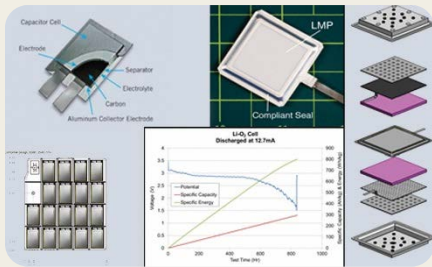 Capacitor Cell
Electrode
Separator
Electrolyte
Carbon
Aluminum Collector Electrode
LMP
Compliant Seal
Li-O2 Cell
Discharged at 12.7mA
Voltage (V)
4
3.5
3
2.5
2
1.5
1
0.5
0
Potential
Specific Capacity
Specific Energy
900
800
700
600
500
400
300
200
100
0
Specific Capacity (Ah/kg) & Energy (Wh/kg)
0
200
400
600
800
1000
Test Time (Hr)